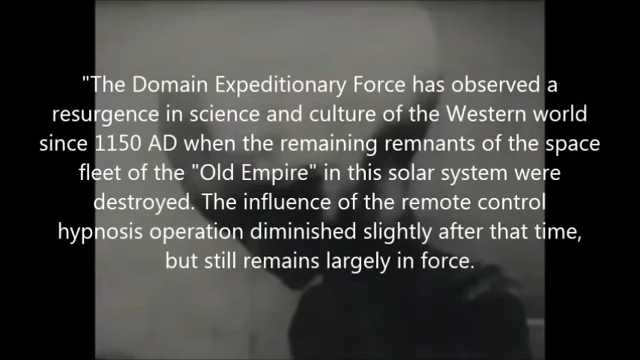 "The Domain Expeditionary Force has observed a
resurgence in science and culture of the Western world
since 1150 AD when the remaining remnants of the space
fleet of the "Old Empire" in this solar system were
destroyed. The influence of the remote control
hypnosis operation diminished slightly after that time,
but still remains largely in force.